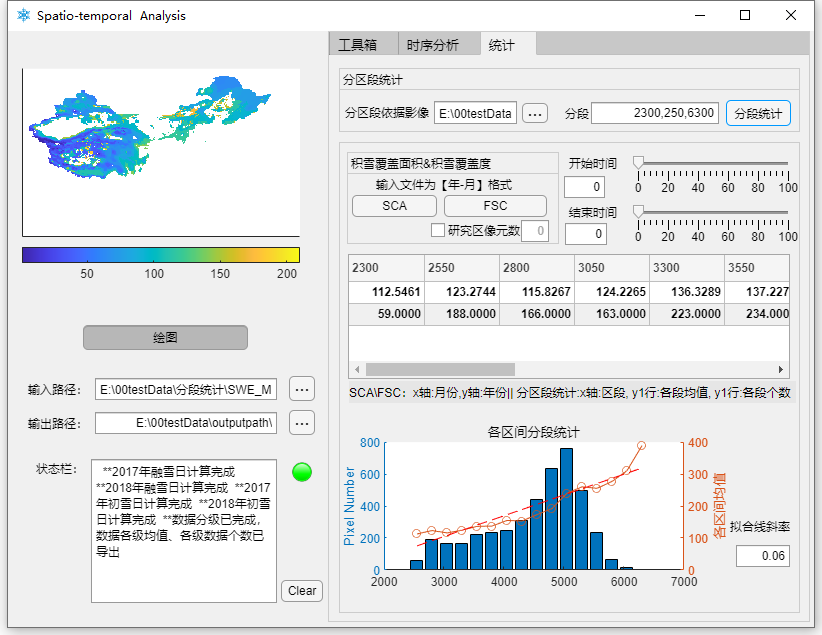 Spatio-temporal Analysis
工具箱 时序分析 统计
分区段统计
分区段依据影像 E:\00testData ... 分段 2300,250,6300 分段统计
积雪覆盖面积&积雪覆盖度
输入文件为【年-月】格式
SCA FSC
研究区像元数 0
开始时间
0
0 20 40 60 80 100
结束时间
0
0 20 40 60 80 100
50 100 150 200
2300 2550 2800 3050 3300 3550
112.5461 123.2744 115.8267 124.2265 136.3289 137.227
59.0000 188.0000 166.0000 163.0000 223.0000 234.000
绘图
输入路径: E:\00testData\分段统计\SWE_M ...
输出路径: E:\00testData\outputpath\ ...
SCA\FSC: x轴:月份,y轴:年份|| 分区段统计:x轴:区段, y1行:各段均值, y1行:各段个数
状态栏:
**2017年融雪日计算完成
**2018年融雪日计算完成 **2017
年初雪日计算完成 **2018年初雪
日计算完成 **数据分级已完成,
数据各级均值、各级数据个数已
导出
Clear
各区间分段统计
Pixel Number
800
600
400
200
0
2000 3000 4000 5000 6000 7000
400
300
200
100
0
各区间均值
拟合线斜率
0.06